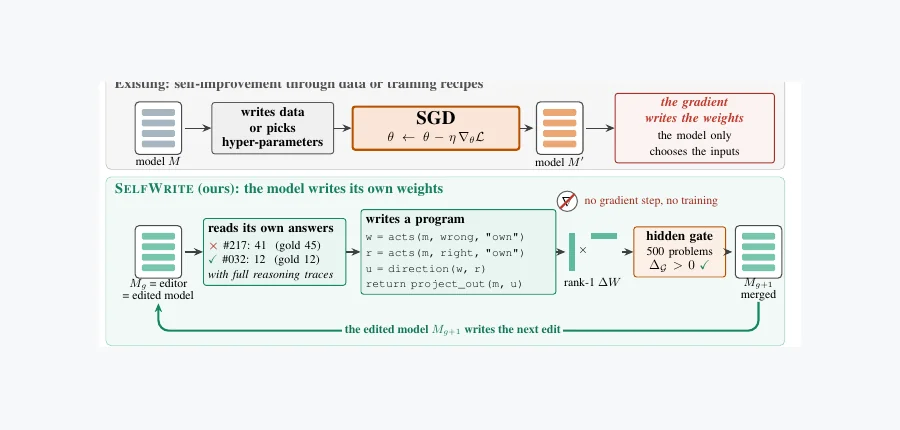 Existing: self-improvement through data or training recipes
writes data
or picks
hyper-parameters
SGD
θ ← θ − η ∇θ ℒ
the gradient
writes the weights
the model only
chooses the inputs
model M
model M′
SELFWRITE (ours): the model writes its own weights
no gradient step, no training
reads its own answers
✕ #217: 41 (gold 45)
✓ #032: 12 (gold 12)
with full reasoning traces
writes a program
w = acts(m, wrong, "own")
r = acts(m, right, "own")
u = direction(w, r)
return project_out(m, u)
×
rank-1 ΔW
hidden gate
500 problems
Δ𝒢 > 0 ✓
Mg = editor
= edited model
Mg+1
merged
the edited model Mg+1 writes the next edit